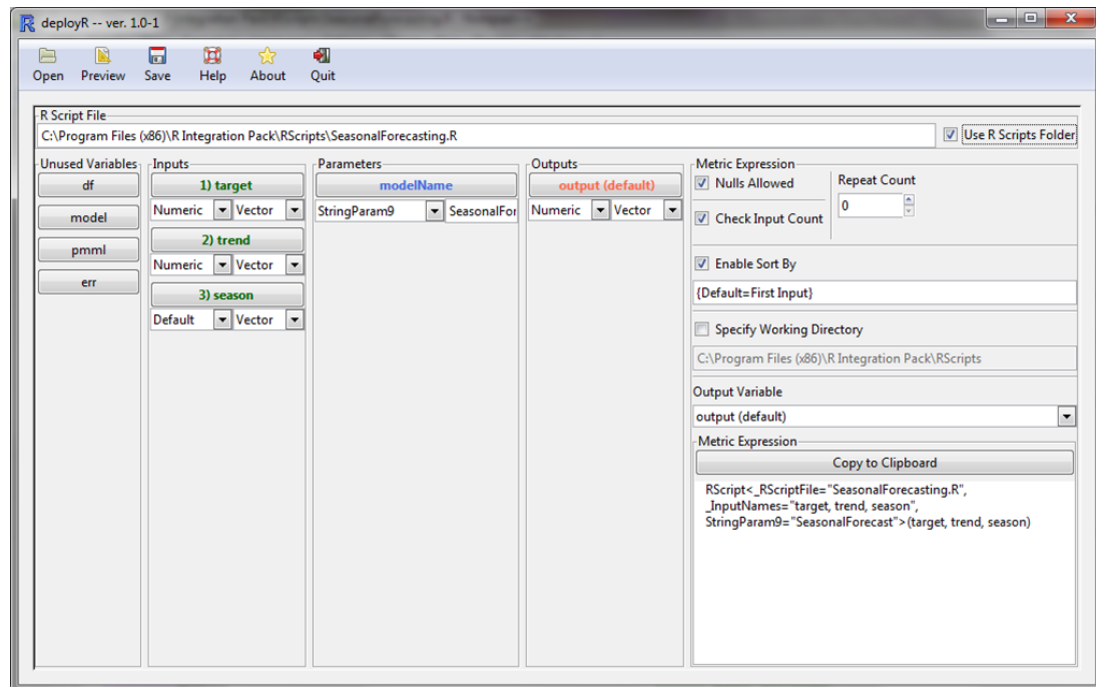 deployR -- ver. 1.0-1
Open Preview Save Help About Quit
R Script File
C:\Program Files (x86)\R Integration Pack\RScripts\SeasonalForecasting.R
Use R Scripts Folder
Unused Variables
df
model
pmml
err
Inputs
1) target
Numeric Vector
2) trend
Numeric Vector
3) season
Default Vector
Parameters
modelName
StringParam9 SeasonalFor
Outputs
output (default)
Numeric Vector
Metric Expression
Nulls Allowed
Check Input Count
Repeat Count
0
Enable Sort By
{Default=First Input}
Specify Working Directory
C:\Program Files (x86)\R Integration Pack\RScripts
Output Variable
output (default)
Metric Expression
Copy to Clipboard
RScript<_RScriptFile="SeasonalForecasting.R",
_InputNames="target, trend, season",
StringParam9="SeasonalForecast">(target, trend, season)